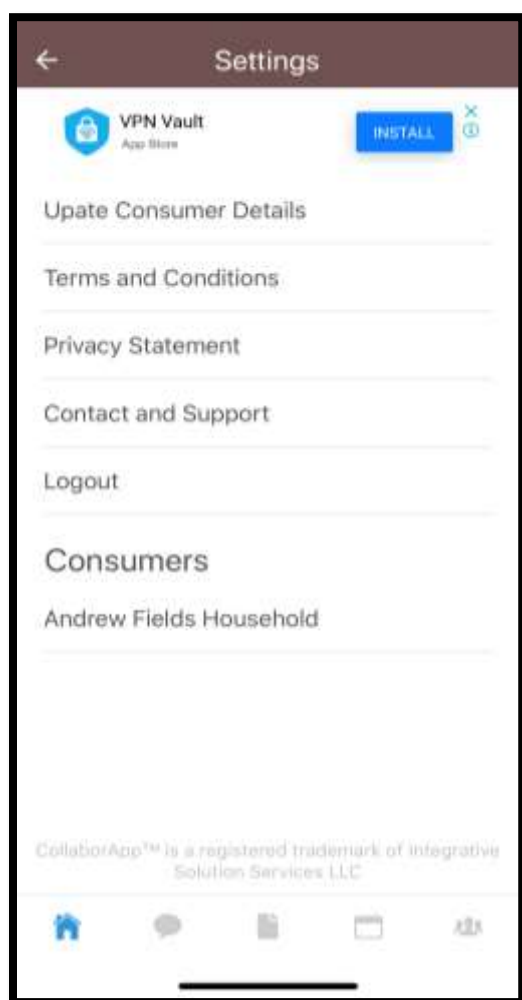 Settings
VPN Vault
App Store
INSTALL
Upate Consumer Details
Terms and Conditions
Privacy Statement
Contact and Support
Logout
Consumers
Andrew Fields Household
CollaborApp™ is a registered trademark of Integrative
Solution Services LLC